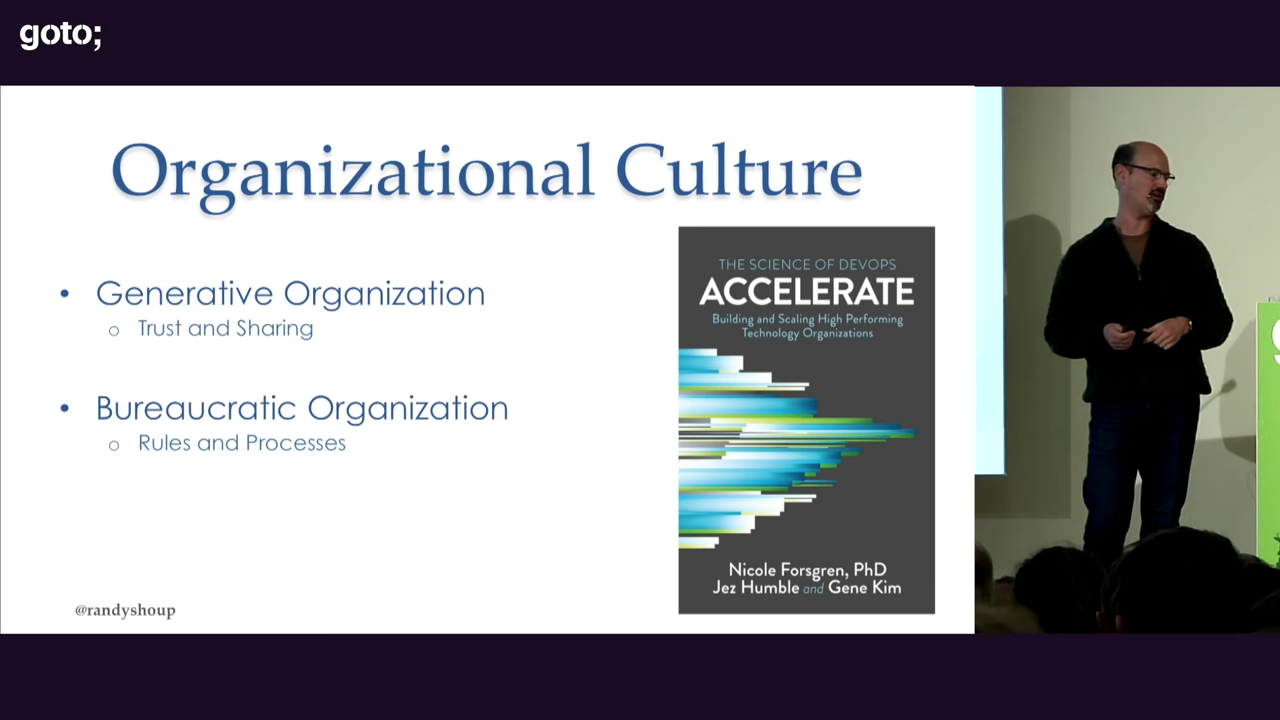 goto;
Organizational Culture
• Generative Organization
o Trust and Sharing
• Bureaucratic Organization
o Rules and Processes
THE SCIENCE OF DEVOPS
ACCELERATE
Building and Scaling High Performing
Technology Organizations
Nicole Forsgren, PhD
Jez Humble and Gene Kim
@randyshoup